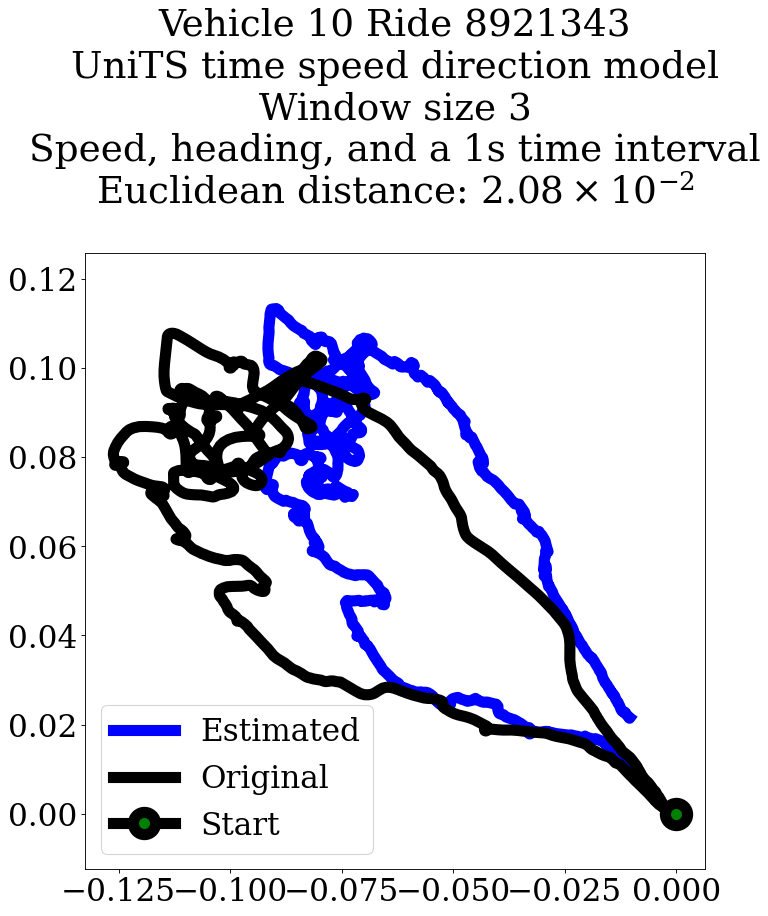 Vehicle 10 Ride 8921343
UniTS time speed direction model
Window size 3
Speed, heading, and a 1s time interval
Euclidean distance: 2.08 × 10⁻²
0.12
0.10
0.08
0.06
0.04
0.02
0.00
Estimated
Original
Start
−0.125 −0.100 −0.075 −0.050 −0.025 0.000